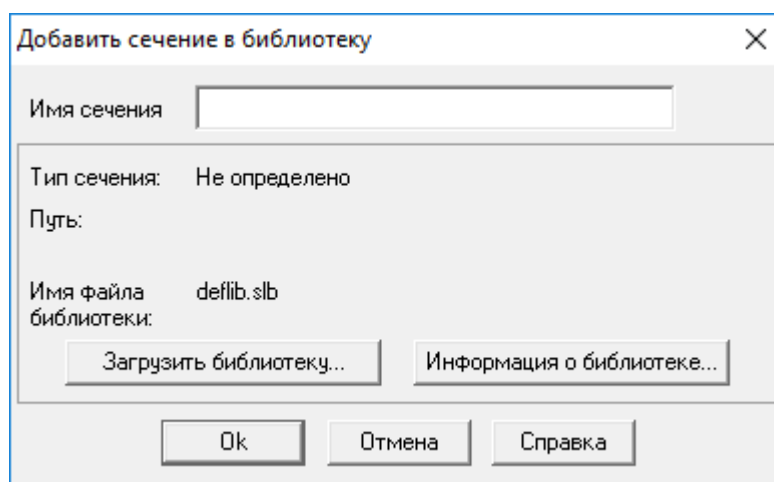 Добавить сечение в библиотеку
Имя сечения
Тип сечения: Не определено
Путь:
Имя файла библиотеки: deflib.slb
Загрузить библиотеку... Информация о библиотеке...
Ok Отмена Справка